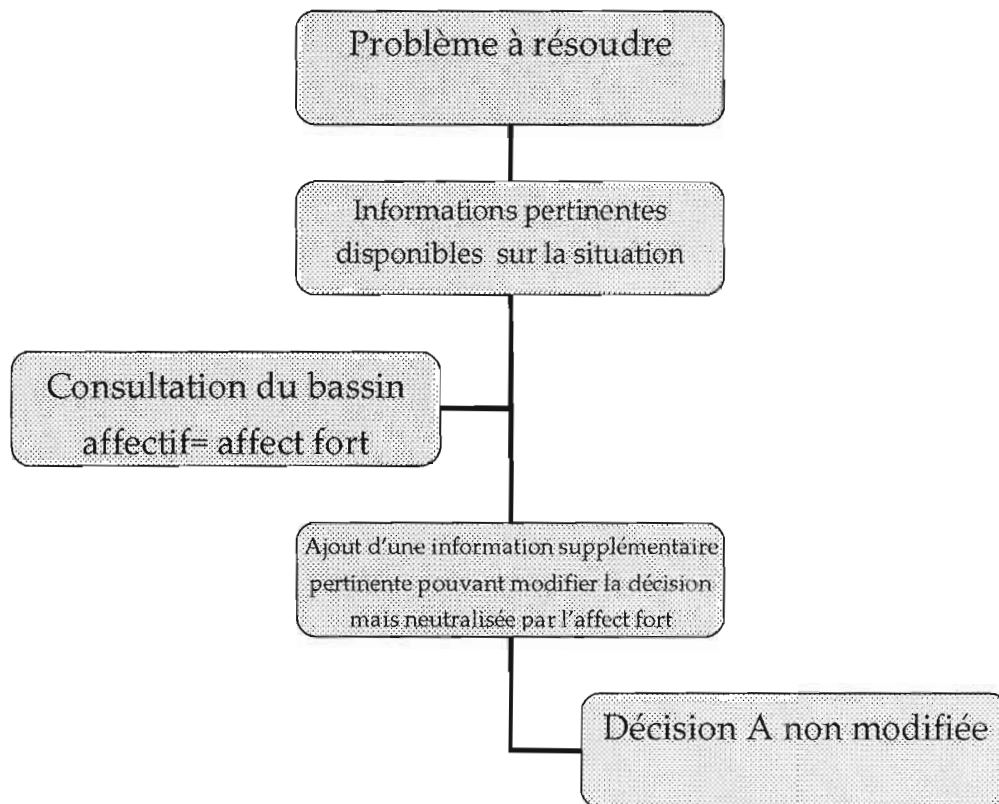 Problème à résoudre
Informations pertinentes
disponibles sur la situation
Consultation du bassin
affectif= affect fort
Ajout d'une information supplémentaire
pertinente pouvant modifier la décision
mais neutralisée par l'affect fort
Décision A non modifiée